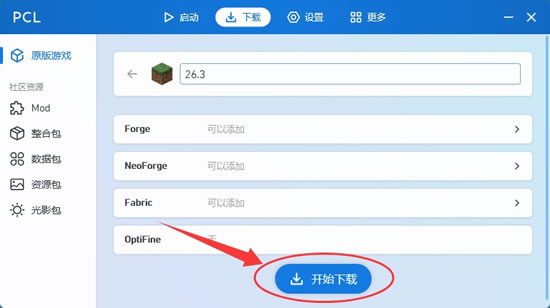 PCL
启动
下载
设置
更多
原版游戏
社区资源
Mod
整合包
数据包
资源包
光影包
26.3
Forge 可以添加
NeoForge 可以添加
Fabric 可以添加
OptiFine 无
开始下载